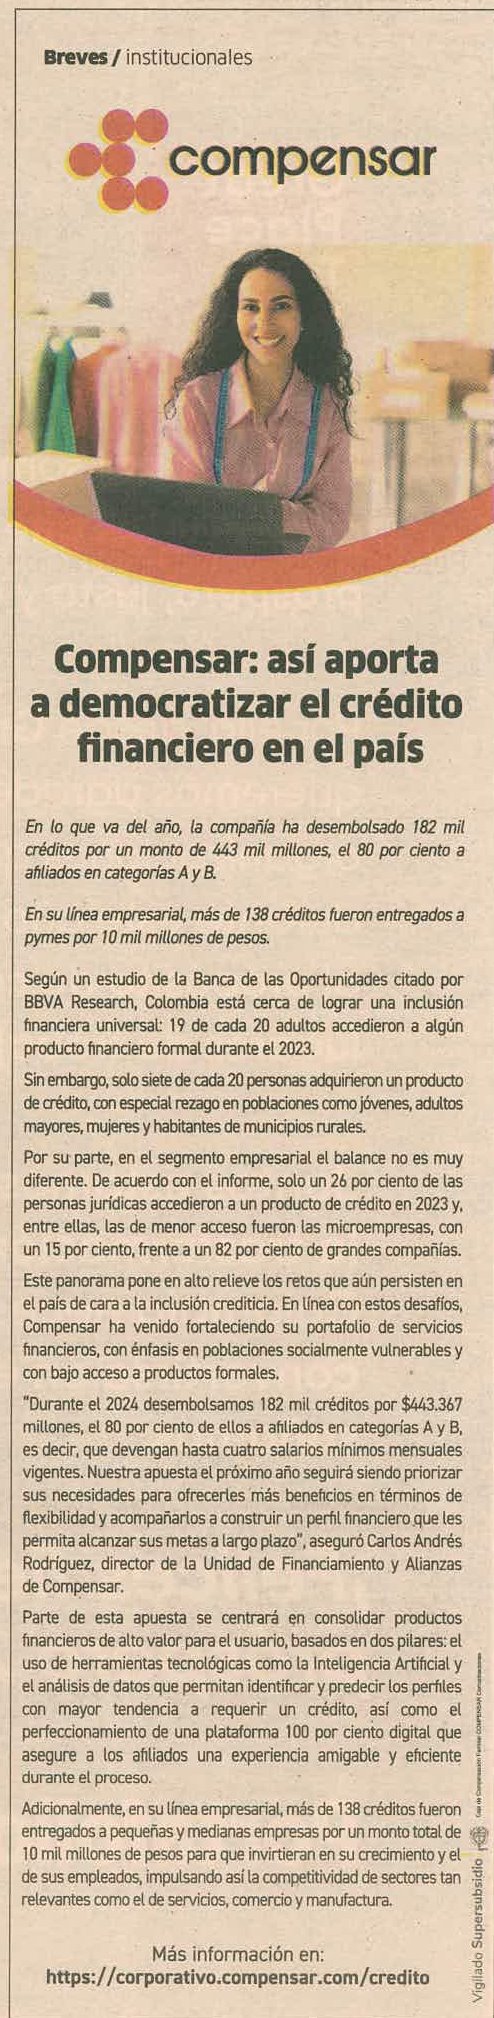 Breves / institucionales
compensar
Compensar: así aporta
a democratizar el crédito
financiero en el país
En lo que va del año, la compañía ha desembolsado 182 mil
créditos por un monto de 443 mil millones, el 80 por ciento a
afiliados en categorías A y B.
En su línea empresarial, más de 138 créditos fueron entregados a
pymes por 10 mil millones de pesos.
Según un estudio de la Banca de las Oportunidades citado por
BBVA Research, Colombia está cerca de lograr una inclusión
financiera universal: 19 de cada 20 adultos accedieron a algún
producto financiero formal durante el 2023.
Sin embargo, solo siete de cada 20 personas adquirieron un producto
de crédito, con especial rezago en poblaciones como jóvenes, adultos
mayores, mujeres y habitantes de municipios rurales.
Por su parte, en el segmento empresarial el balance no es muy
diferente. De acuerdo con el informe, solo un 26 por ciento de las
personas jurídicas accedieron a un producto de crédito en 2023 y,
entre ellas, las de menor acceso fueron las microempresas, con
un 15 por ciento, frente a un 82 por ciento de grandes compañías.
Este panorama pone en alto relieve los retos que aún persisten en
el país de cara a la inclusión crediticia. En línea con estos desafíos,
Compensar ha venido fortaleciendo su portafolio de servicios
financieros, con énfasis en poblaciones socialmente vulnerables y
con bajo acceso a productos formales.
"Durante el 2024 desembolsamos 182 mil créditos por $443.367
millones, el 80 por ciento de ellos a afiliados en categorías A y B,
es decir, que devengan hasta cuatro salarios mínimos mensuales
vigentes. Nuestra apuesta el próximo año seguirá siendo priorizar
sus necesidades para ofrecerles más beneficios en términos de
flexibilidad y acompañarlos a construir un perfil financiero que les
permita alcanzar sus metas a largo plazo", aseguró Carlos Andrés
Rodríguez, director de la Unidad de Financiamiento y Alianzas
de Compensar.
Parte de esta apuesta se centrará en consolidar productos
financieros de alto valor para el usuario, basados en dos pilares: el
uso de herramientas tecnológicas como la Inteligencia Artificial y
el análisis de datos que permitan identificar y predecir los perfiles
con mayor tendencia a requerir un crédito, así como el
perfeccionamiento de una plataforma 100 por ciento digital que
asegure a los afiliados una experiencia amigable y eficiente
durante el proceso.
Adicionalmente, en su línea empresarial, más de 138 créditos fueron
entregados a pequeñas y medianas empresas por un monto total de
10 mil millones de pesos para que invirtieran en su crecimiento y el
de sus empleados, impulsando así la competitividad de sectores tan
relevantes como el de servicios, comercio y manufactura.
Más información en:
https://corporativo.compensar.com/credito
Vigilado Supersubsidio